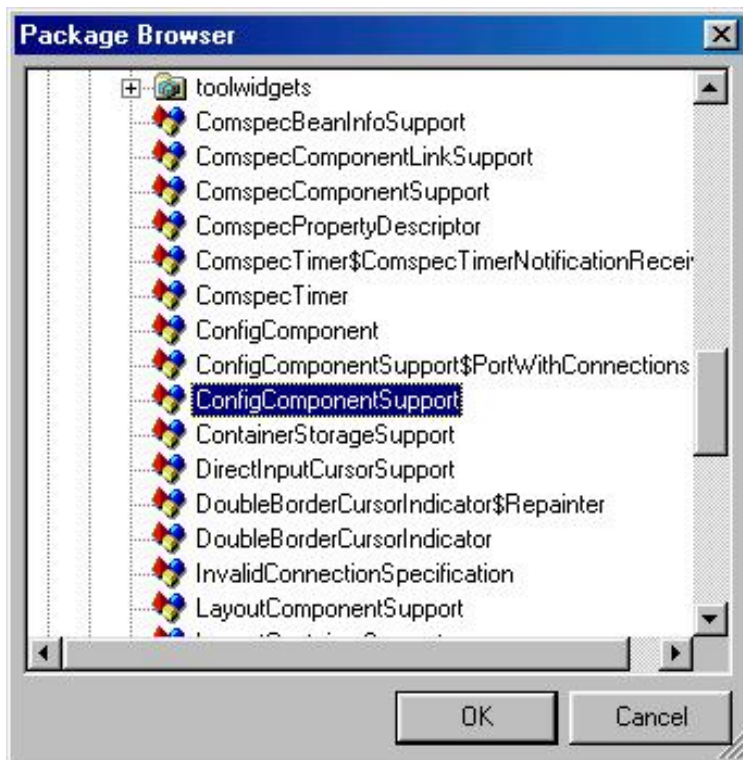 Package Browser
toolwidgets
ComspecBeanInfoSupport
ComspecComponentLinkSupport
ComspecComponentSupport
ComspecPropertyDescriptor
ComspecTimer$ComspecTimerNotificationRecei
ComspecTimer
ConfigComponent
ConfigComponentSupport$PortWithConnections
ConfigComponentSupport
ContainerStorageSupport
DirectInputCursorSupport
DoubleBorderCursorIndicator$Repainter
DoubleBorderCursorIndicator
InvalidConnectionSpecification
LayoutComponentSupport
OK Cancel